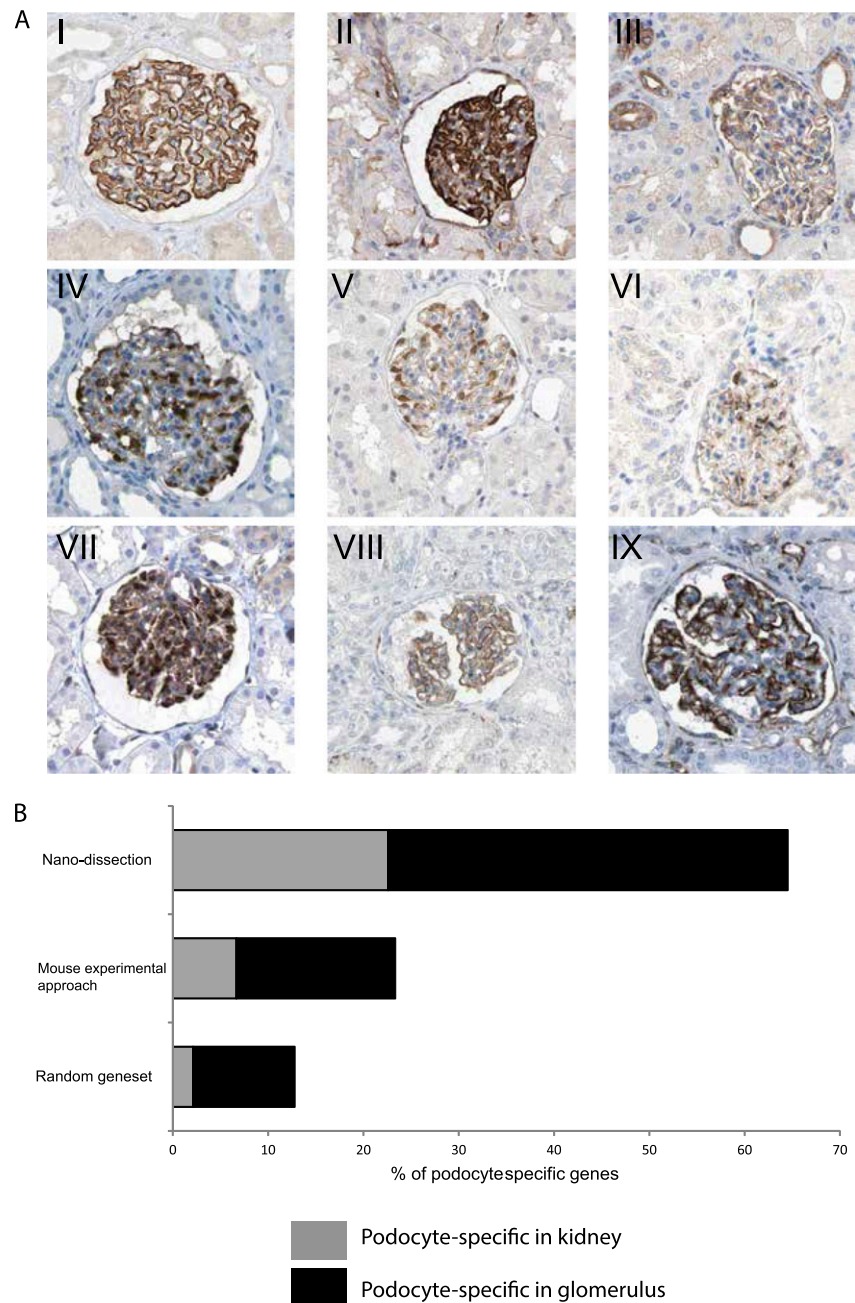 A
I
II
III
IV
V
VI
VII
VIII
IX
B
Nano-dissection
Mouse experimental
approach
Random geneset
0 10 20 30 40 50 60 70
% of podocytespecific genes
Podocyte-specific in kidney
Podocyte-specific in glomerulus